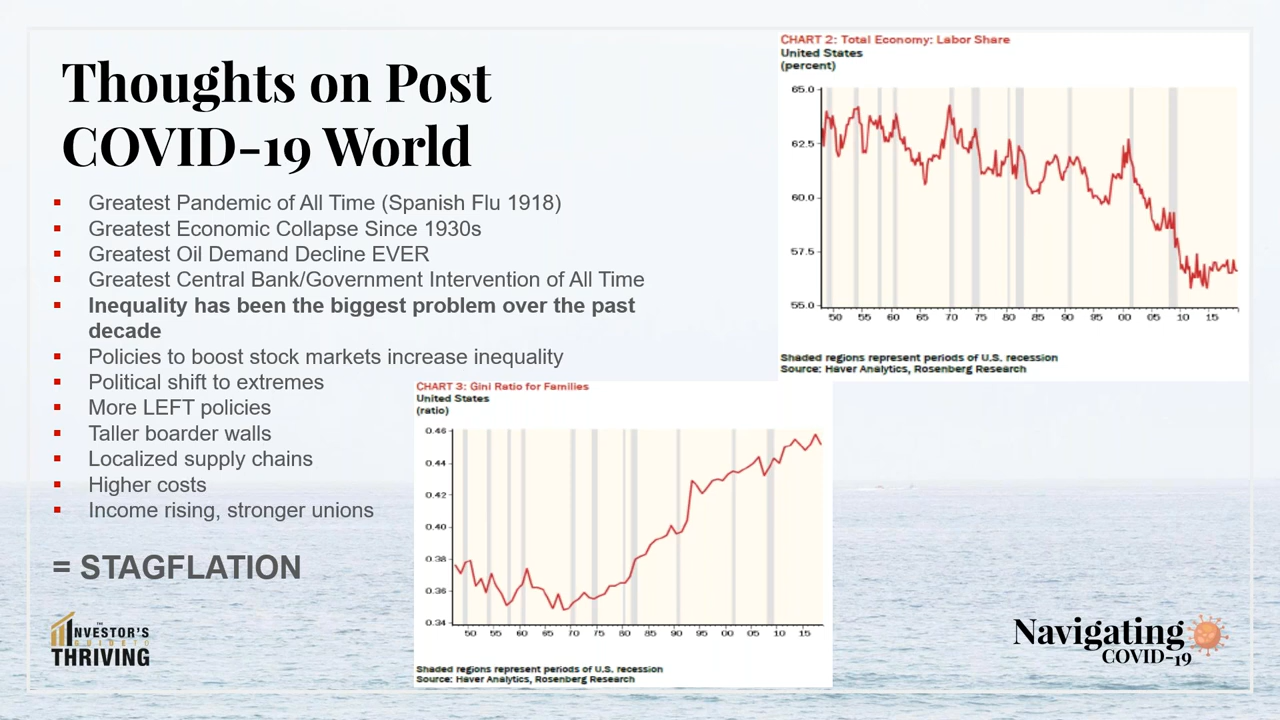 Thoughts on Post
COVID-19 World
▪ Greatest Pandemic of All Time (Spanish Flu 1918)
▪ Greatest Economic Collapse Since 1930s
▪ Greatest Oil Demand Decline EVER
▪ Greatest Central Bank/Government Intervention of All Time
▪ Inequality has been the biggest problem over the past
decade
▪ Policies to boost stock markets increase inequality
▪ Political shift to extremes
▪ More LEFT policies
▪ Taller boarder walls
▪ Localized supply chains
▪ Higher costs
▪ Income rising, stronger unions
= STAGFLATION
CHART 2: Total Economy: Labor Share
United States
(percent)
65.0
62.5
60.0
57.5
55.0
50 55 60 65 70 75 80 85 90 95 00 05 10 15
Shaded regions represent periods of U.S. recession
Source: Haver Analytics, Rosenberg Research
CHART 3: Gini Ratio for Families
United States
(ratio)
0.46
0.44
0.42
0.40
0.38
0.36
0.34
50 55 60 65 70 75 80 85 90 95 00 05 10 15
Shaded regions represent periods of U.S. recession
Source: Haver Analytics, Rosenberg Research
THE
INVESTOR'S
GUIDE TO
THRIVING
Navigating
COVID-19